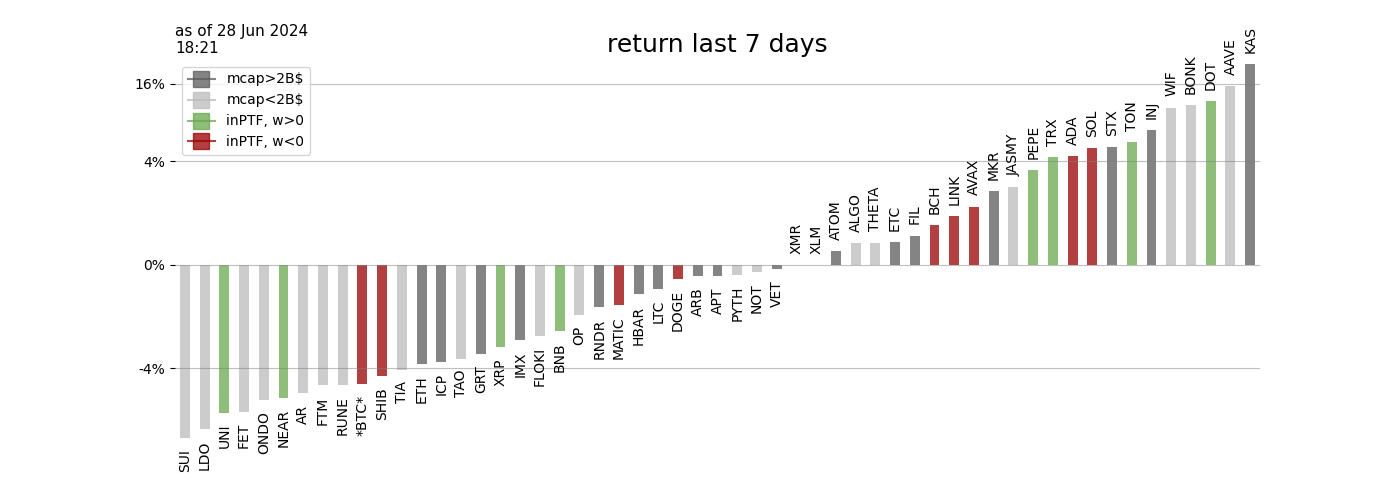 as of 28 Jun 2024
18:21
return last 7 days
mcap>2B$
mcap<2B$
inPTF, w>0
inPTF, w<0
16%
4%
0%
-4%
SUI
LDO
UNI
FET
ONDO
NEAR
AR
FTM
RUNE
*BTC*
SHIB
TIA
ETH
ICP
TAO
GRT
XRP
IMX
FLOKI
BNB
OP
RNDR
MATIC
HBAR
LTC
DOGE
ARB
APT
PYTH
NOT
VET
XMR
XLM
ATOM
ALGO
THETA
ETC
FIL
BCH
LINK
AVAX
MKR
JASMY
PEPE
TRX
ADA
SOL
STX
TON
INJ
WIF
BONK
DOT
AAVE
KAS